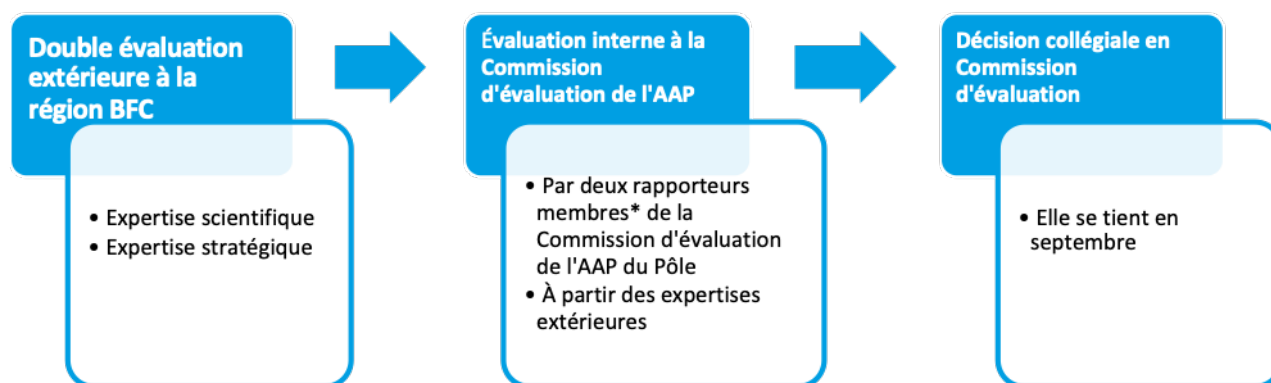 Double évaluation
extérieure à la
région BFC
• Expertise scientifique
• Expertise stratégique
Évaluation interne à la
Commission
d'évaluation de l'AAP
• Par deux rapporteurs
membres* de la
Commission d'évaluation
de l'AAP du Pôle
• À partir des expertises
extérieures
Décision collégiale en
Commission
d'évaluation
• Elle se tient en
septembre